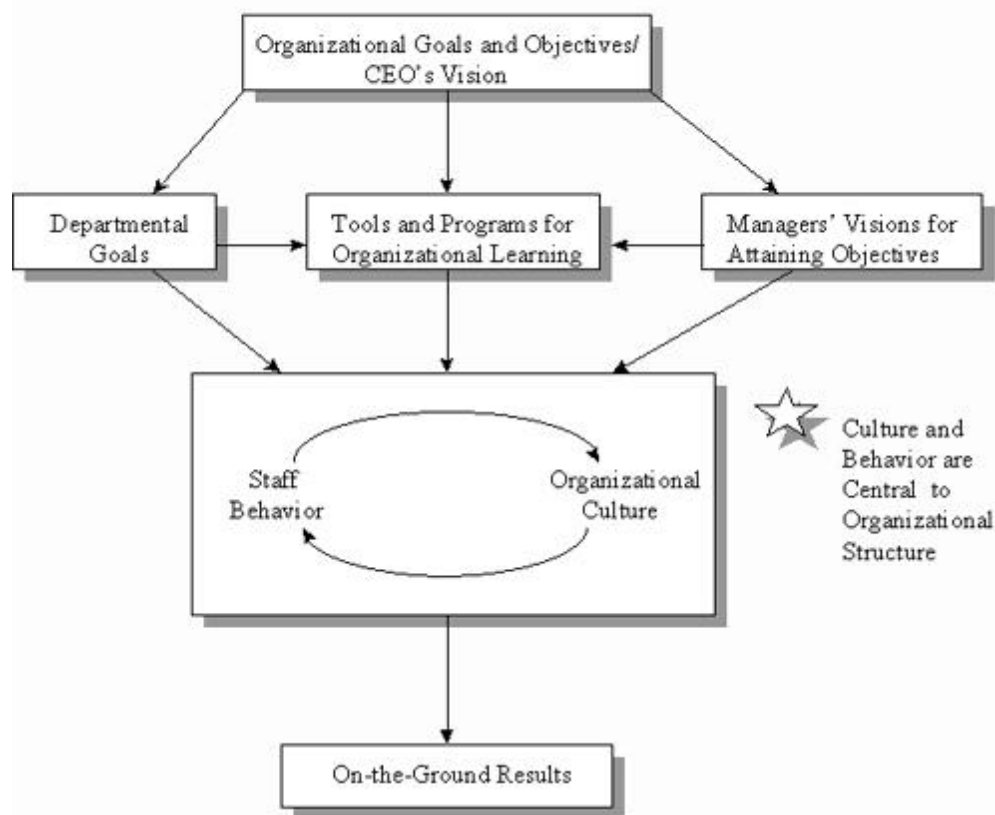 Organizational Goals and Objectives/
CEO's Vision
Departmental
Goals
Tools and Programs for
Organizational Learning
Managers' Visions for
Attaining Objectives
Staff
Behavior
Organizational
Culture
Culture and
Behavior are
Central to
Organizational
Structure
On-the-Ground Results